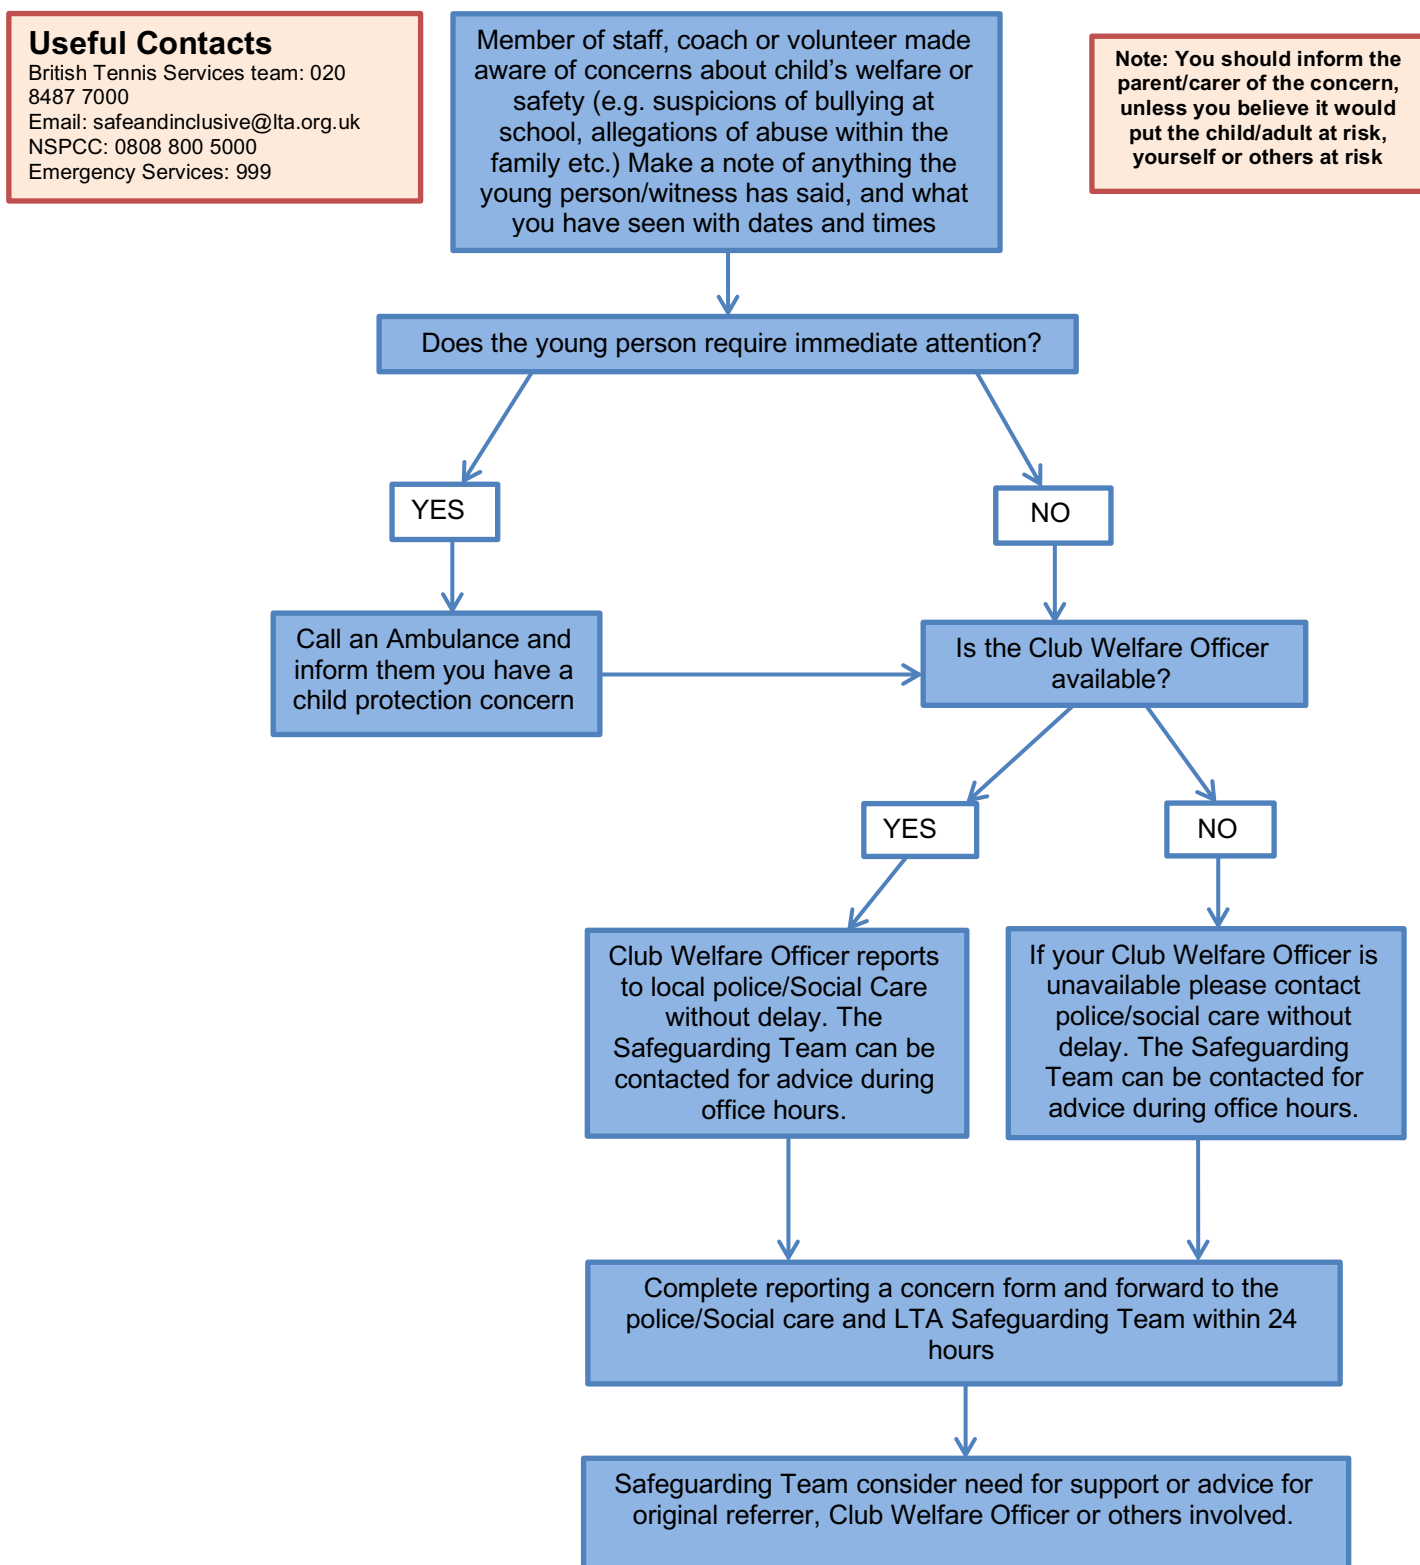 Useful Contacts
British Tennis Services team: 020
8487 7000
Email: safeandinclusive@lta.org.uk
NSPCC: 0808 800 5000
Emergency Services: 999
Member of staff, coach or volunteer made
aware of concerns about child’s welfare or
safety (e.g. suspicions of bullying at
school, allegations of abuse within the
family etc.) Make a note of anything the
young person/witness has said, and what
you have seen with dates and times
Note: You should inform the
parent/carer of the concern,
unless you believe it would
put the child/adult at risk,
yourself or others at risk
Does the young person require immediate attention?
YES
NO
Call an Ambulance and
inform them you have a
child protection concern
Is the Club Welfare Officer
available?
YES
NO
Club Welfare Officer reports
to local police/Social Care
without delay. The
Safeguarding Team can be
contacted for advice during
office hours.
If your Club Welfare Officer is
unavailable please contact
police/social care without
delay. The Safeguarding
Team can be contacted for
advice during office hours.
Complete reporting a concern form and forward to the
police/Social care and LTA Safeguarding Team within 24
hours
Safeguarding Team consider need for support or advice for
original referrer, Club Welfare Officer or others involved.